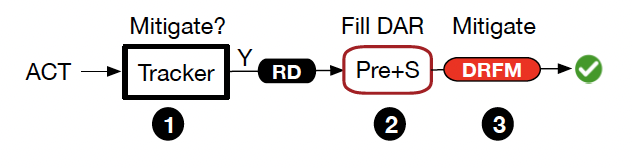 Mitigate? Fill DAR Mitigate
ACT Tracker Y RD Pre+S DRFM
1 2 3